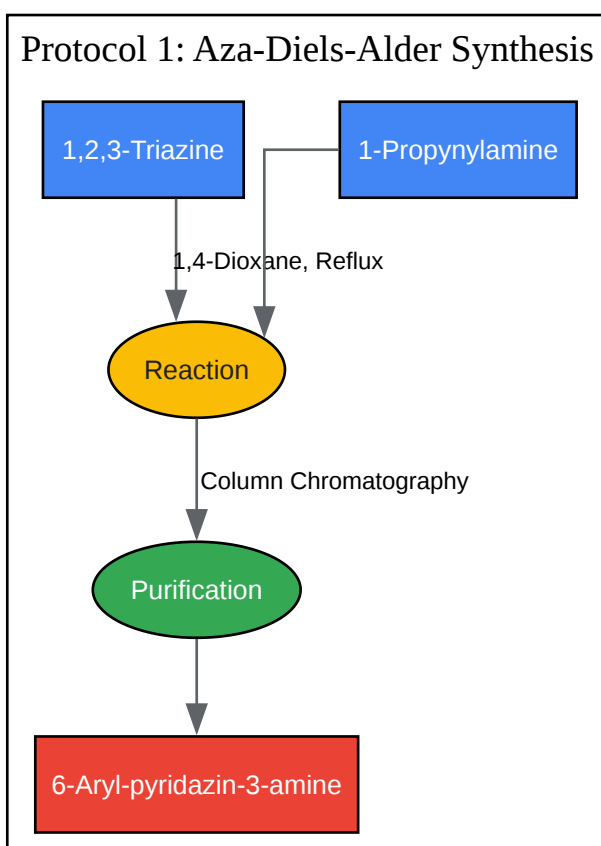 Protocol 1: Aza-Diels-Alder Synthesis
1,2,3-Triazine
1-Propynylamine
1,4-Dioxane, Reflux
Reaction
Column Chromatography
Purification
6-Aryl-pyridazin-3-amine